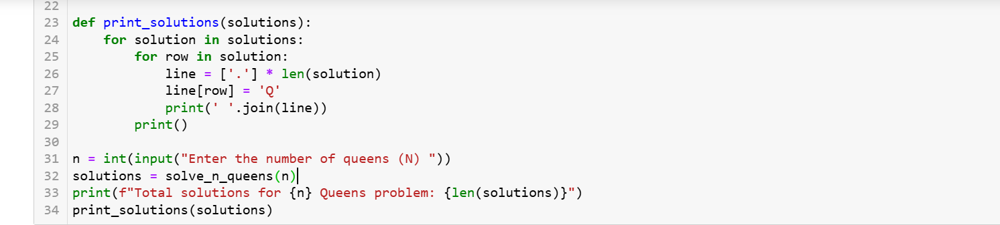 22
23 def print_solutions(solutions):
24     for solution in solutions:
25         for row in solution:
26             line = ['.'] * len(solution)
27             line[row] = 'Q'
28             print(' '.join(line))
29         print()
30
31 n = int(input("Enter the number of queens (N) "))
32 solutions = solve_n_queens(n)
33 print(f"Total solutions for {n} Queens problem: {len(solutions)}")
34 print_solutions(solutions)